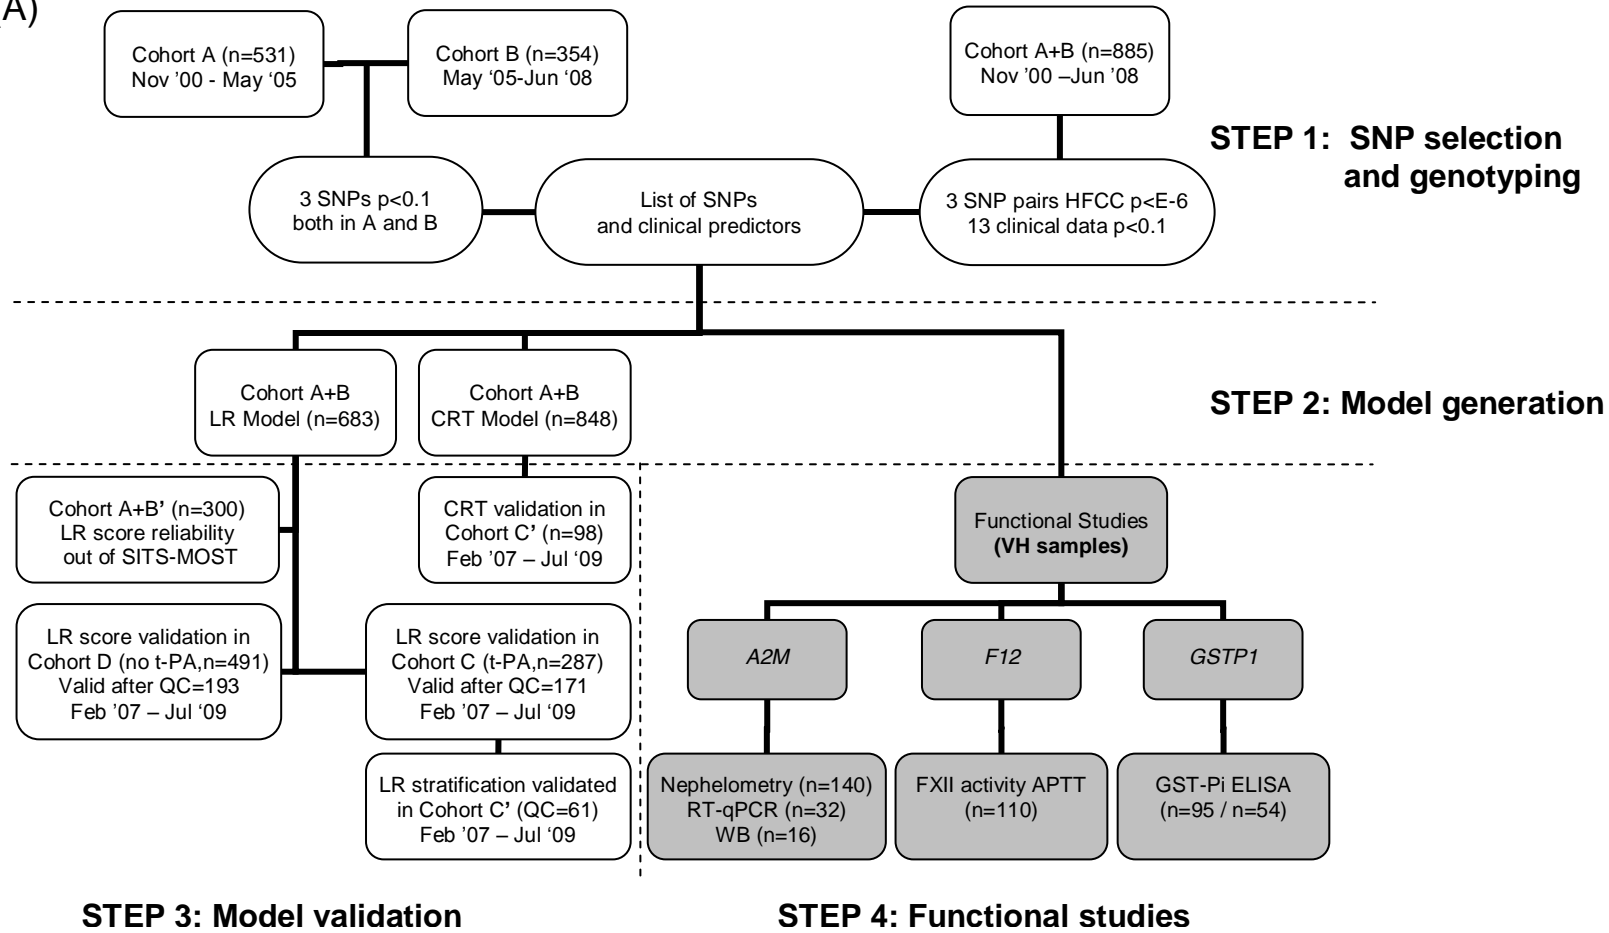 A)
Cohort A (n=531)
Nov ’00 - May ‘05
Cohort B (n=354)
May ‘05-Jun ‘08
Cohort A+B (n=885)
Nov ’00 –Jun ’08
STEP 1: SNP selection
and genotyping
3 SNPs p<0.1
both in A and B
List of SNPs
and clinical predictors
3 SNP pairs HFCC p<E-6
13 clinical data p<0.1
Cohort A+B
LR Model (n=683)
Cohort A+B
CRT Model (n=848)
STEP 2: Model generation
Cohort A+B’ (n=300)
LR score reliability
out of SITS-MOST
CRT validation in
Cohort C’ (n=98)
Feb ’07 – Jul ‘09
Functional Studies
(VH samples)
LR score validation in
Cohort D (no t-PA,n=491)
Valid after QC=193
Feb ’07 – Jul ‘09
LR score validation in
Cohort C (t-PA,n=287)
Valid after QC=171
Feb ’07 – Jul ‘09
A2M
F12
GSTP1
LR stratification validated
in Cohort C’ (QC=61)
Feb ’07 – Jul ‘09
Nephelometry (n=140)
RT-qPCR (n=32)
WB (n=16)
FXII activity APTT
(n=110)
GST-Pi ELISA
(n=95 / n=54)
STEP 3: Model validation
STEP 4: Functional studies